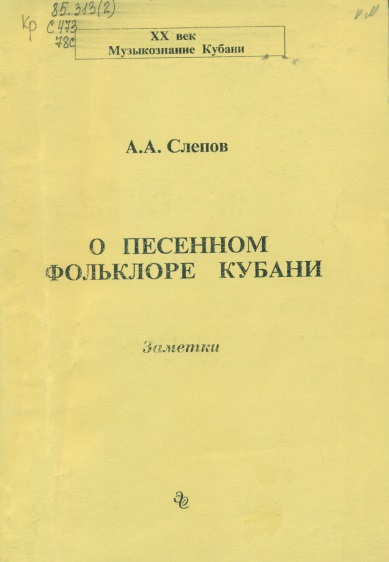 Кр
85.313(2)
С 473
780
XX век
Музыкознание Кубани
А.А. Слепов
О ПЕСЕННОМ
ФОЛЬКЛОРЕ КУБАНИ
Заметки